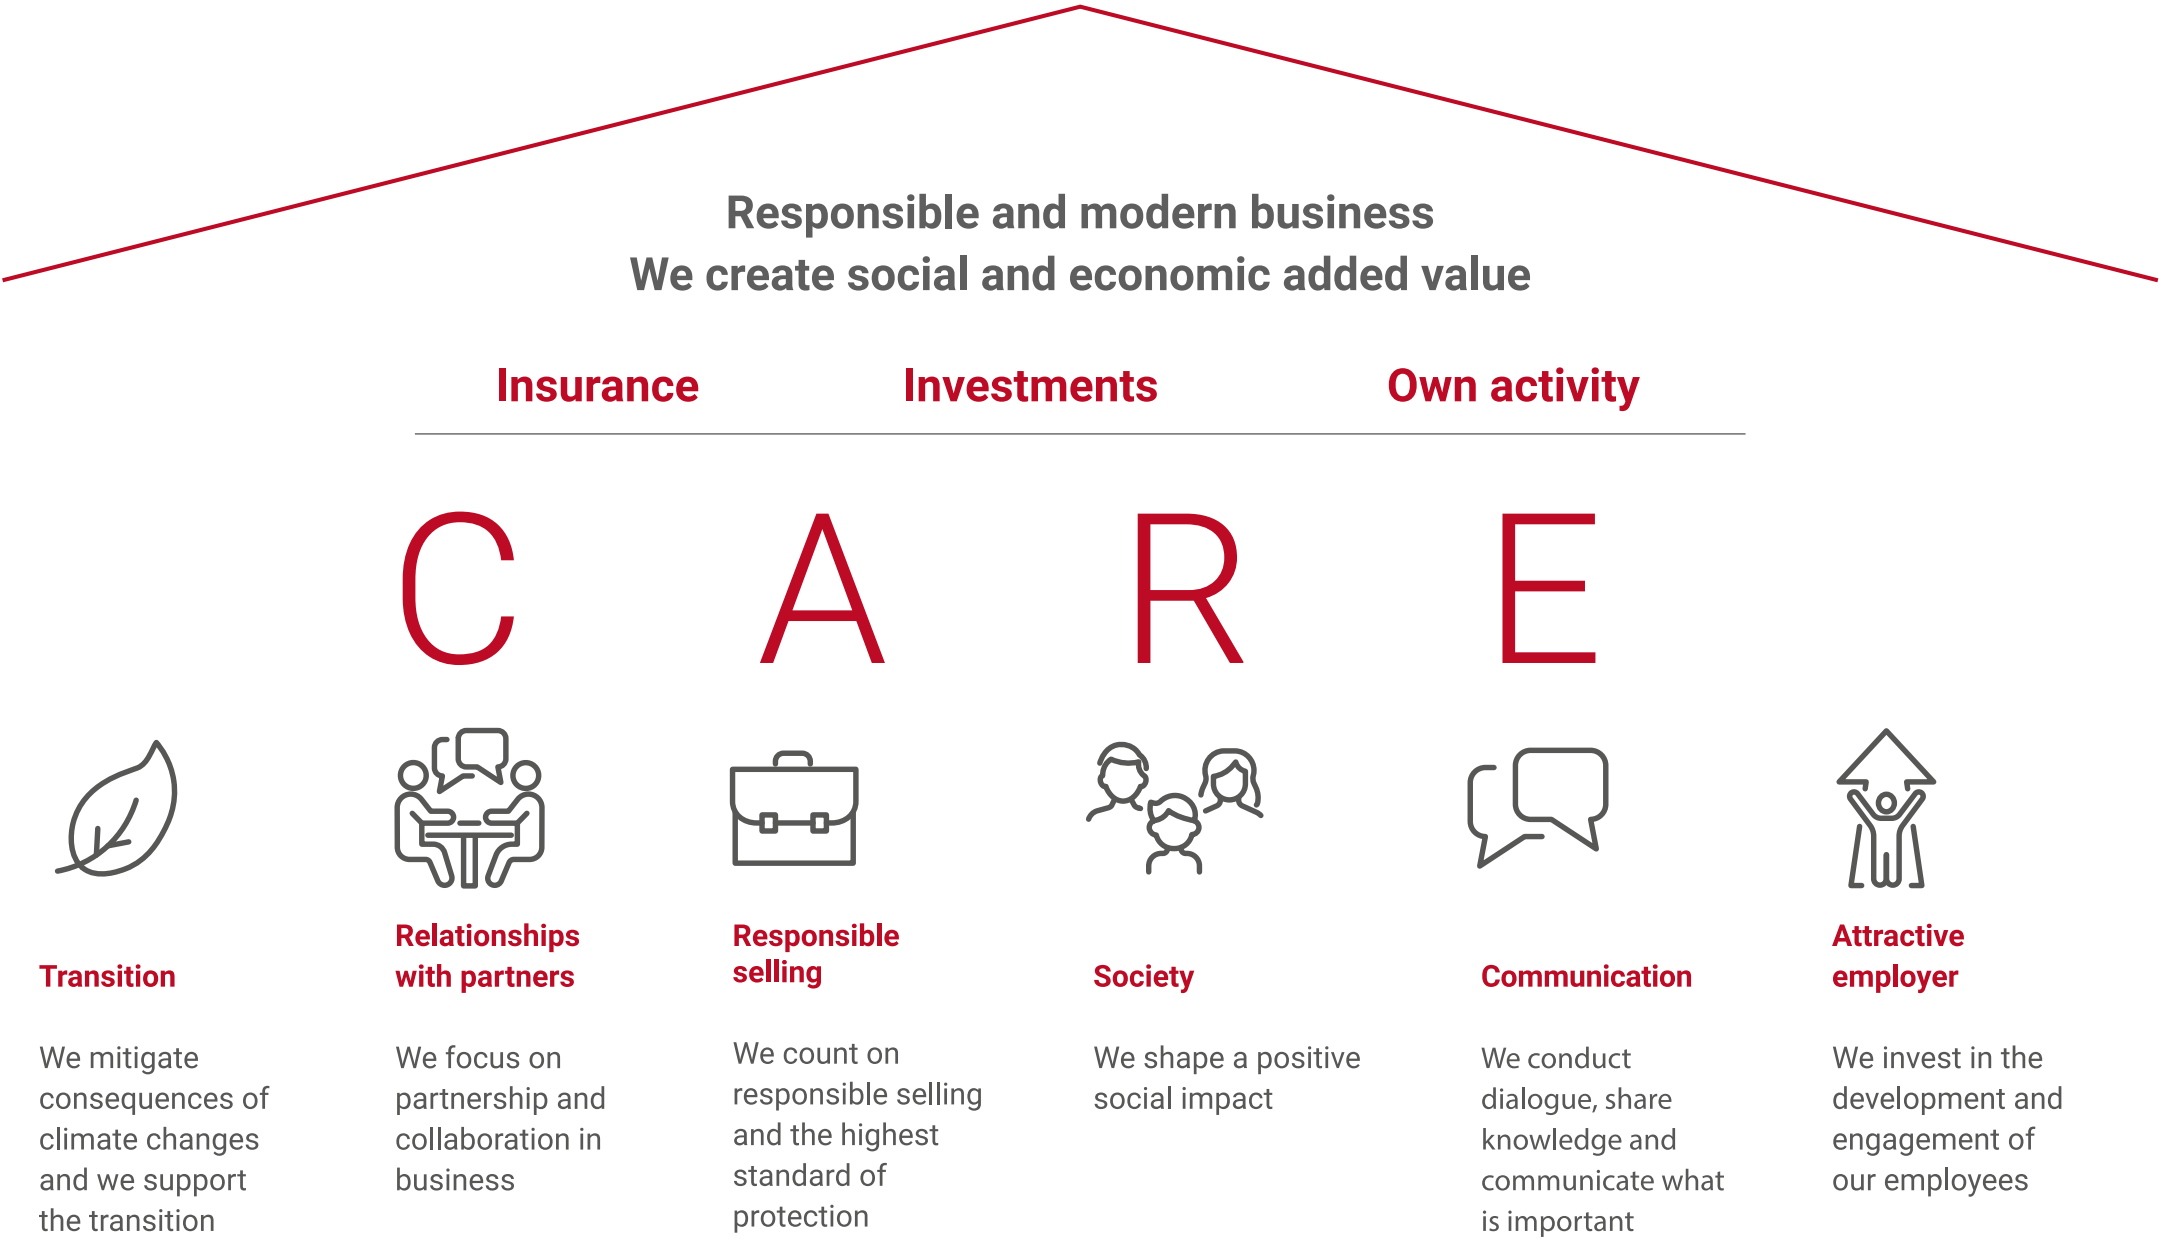 Responsible and modern business
We create social and economic added value
Insurance
Investments
Own activity
C A R E
Transition
We mitigate
consequences of
climate changes
and we support
the transition
Relationships
with partners
We focus on
partnership and
collaboration in
business
Responsible
selling
We count on
responsible selling
and the highest
standard of
protection
Society
We shape a positive
social impact
Communication
We conduct
dialogue, share
knowledge and
communicate what
is important
Attractive
employer
We invest in the
development and
engagement of
our employees